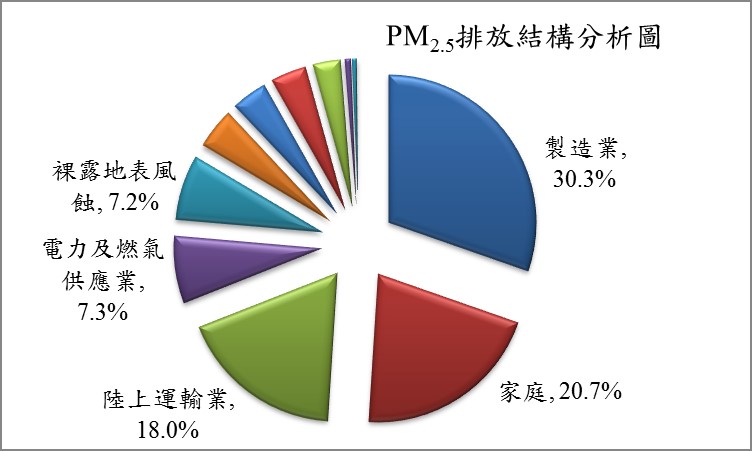 PM2.5排放結構分析圖
製造業,
30.3%
家庭, 20.7%
陸上運輸業,
18.0%
電力及燃氣
供應業,
7.3%
裸露地表風
蝕, 7.2%